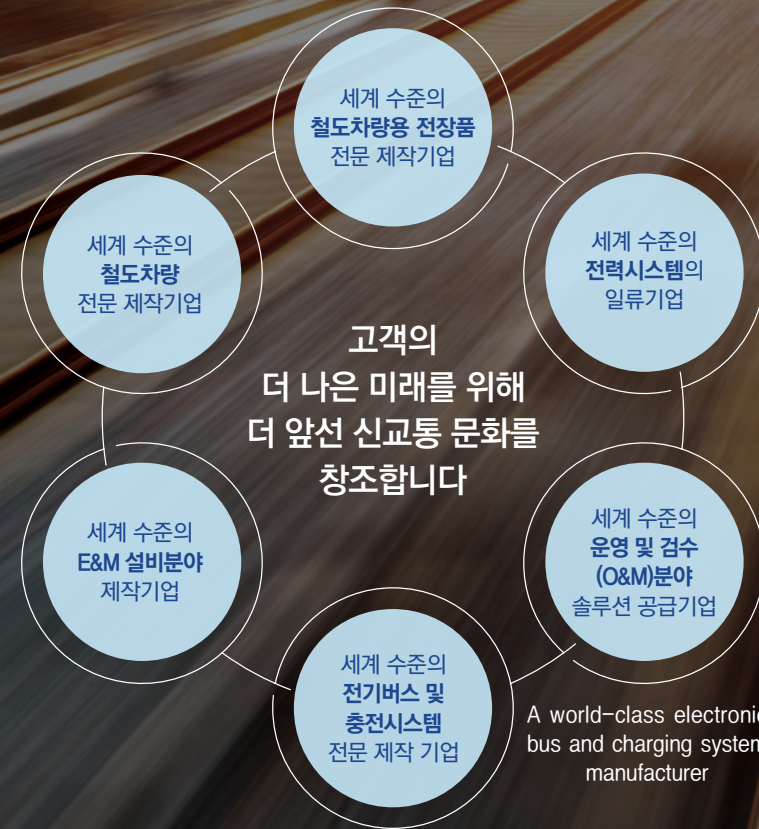 세계 수준의
철도차량용 전장품
전문 제작기업
세계 수준의
철도차량
전문 제작기업
세계 수준의
전력시스템의
일류기업
고객의
더 나은 미래를 위해
더 앞선 신교통 문화를
창조합니다
세계 수준의
E&M 설비분야
제작기업
세계 수준의
운영 및 검수
(O&M)분야
솔루션 공급기업
세계 수준의
전기버스 및
충전시스템
전문 제작 기업
A world-class electronic
bus and charging system
manufacturer